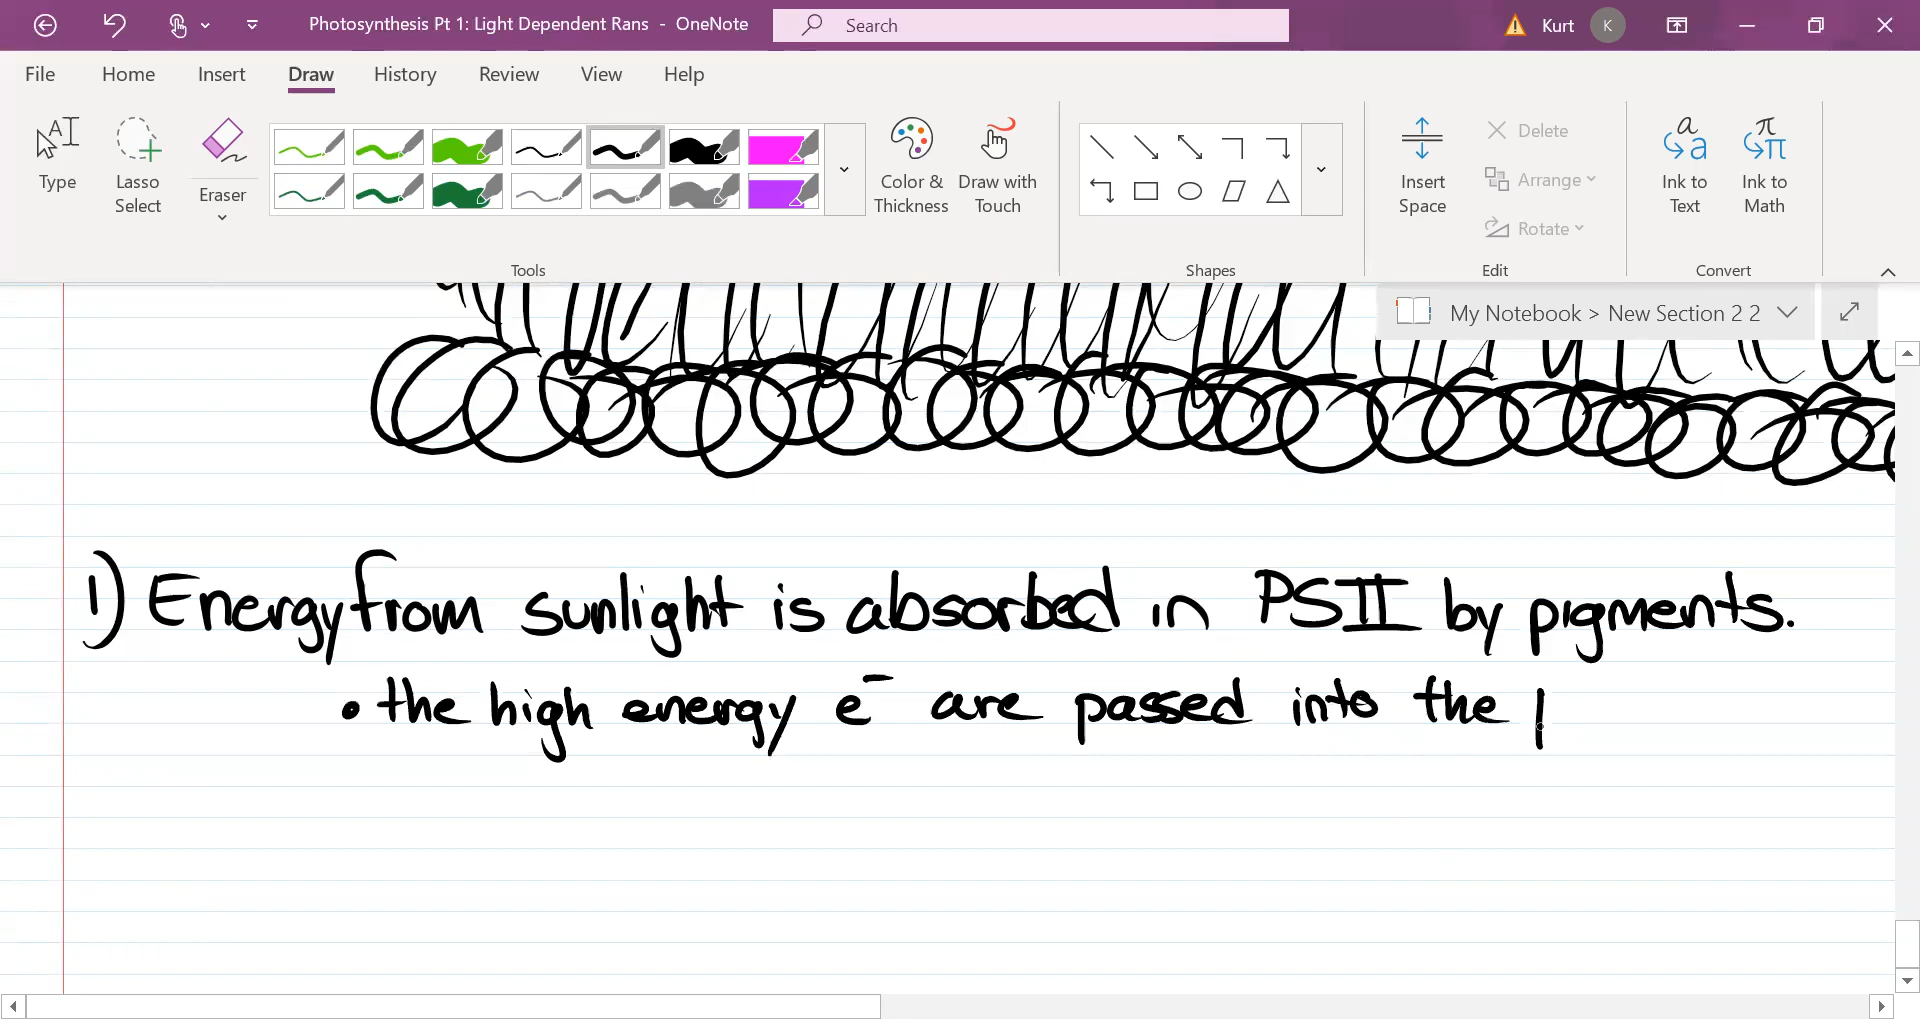 Photosynthesis Pt 1: Light Dependent Rans - OneNote
Search
Kurt
K
File Home Insert Draw History Review View Help
Type
Lasso Select
Eraser
Color & Thickness
Draw with Touch
Insert Space
Delete
Arrange
Rotate
Ink to Text
Ink to Math
Tools Shapes Edit Convert
My Notebook > New Section 2 2
1) Energy from sunlight is absorbed in PSII by pigments.
• the high energy e⁻ are passed into the